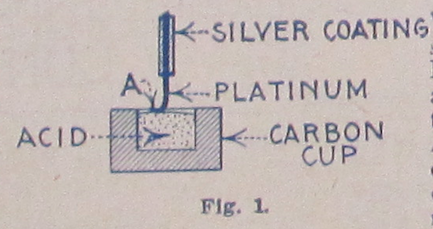 SILVER COATING
A
PLATINUM
ACID
CARBON
CUP
Fig. 1.